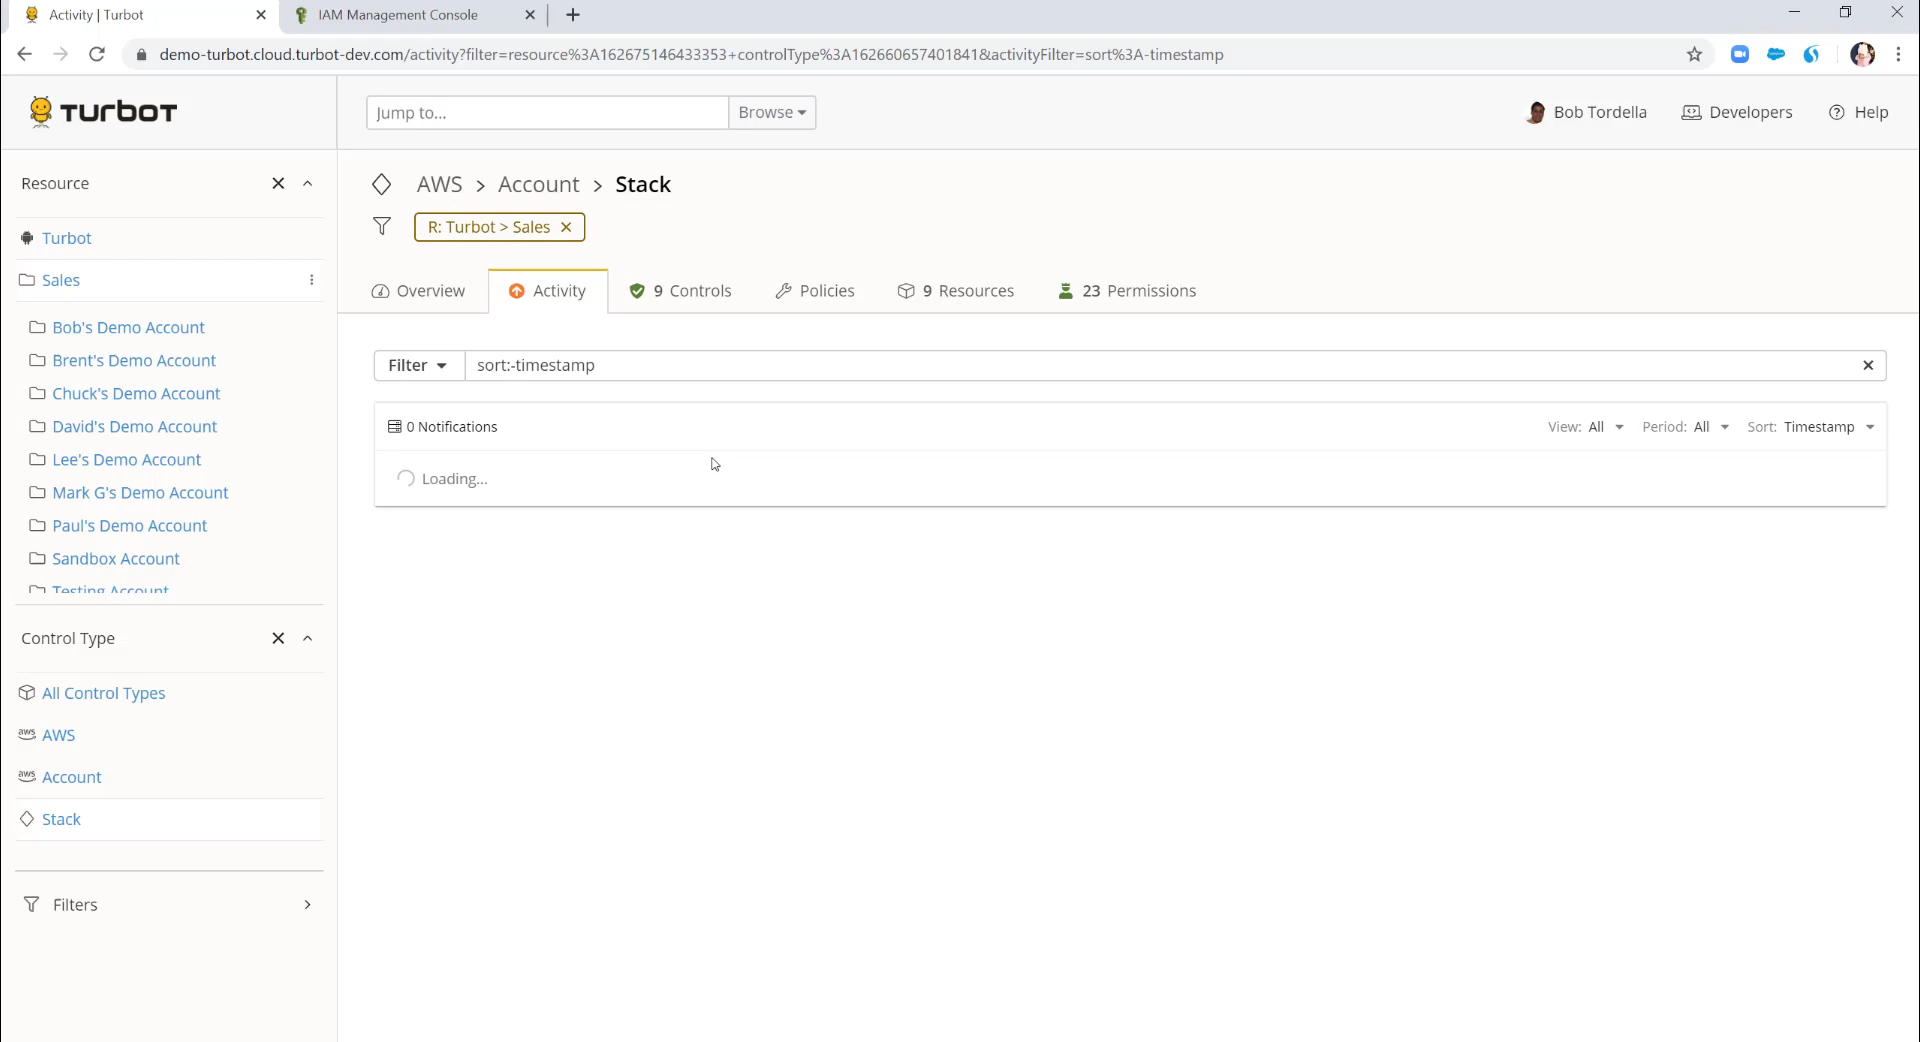 Activity | Turbot
IAM Management Console
demo-turbot.cloud.turbot-dev.com/activity?filter=resource%3A162675146433353+controlType%3A162660657401841&activityFilter=sort%3A-timestamp
TURBOT
Jump to...
Browse
Bob Tordella
Developers
Help
Resource
Turbot
Sales
Bob's Demo Account
Brent's Demo Account
Chuck's Demo Account
David's Demo Account
Lee's Demo Account
Mark G's Demo Account
Paul's Demo Account
Sandbox Account
Testing Account
Control Type
All Control Types
aws AWS
aws Account
Stack
Filters
AWS > Account > Stack
R: Turbot > Sales
Overview
Activity
9 Controls
Policies
9 Resources
23 Permissions
Filter
sort:-timestamp
0 Notifications
View: All
Period: All
Sort: Timestamp
Loading...